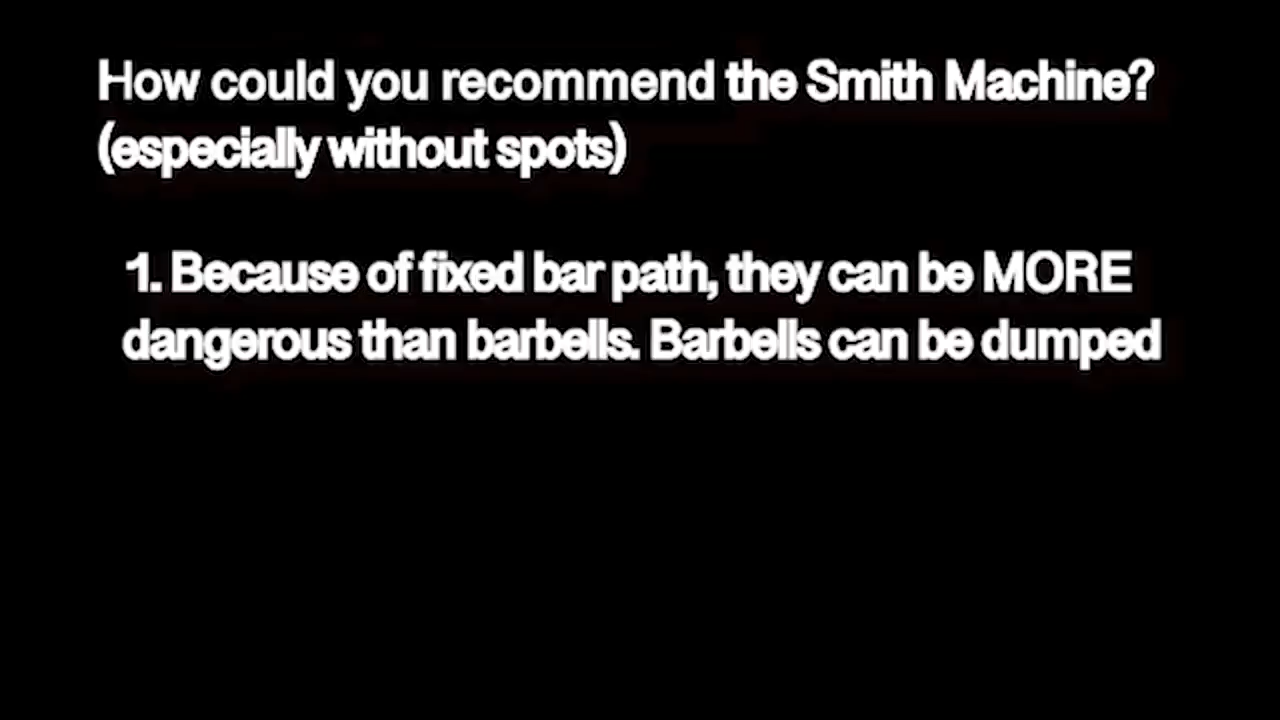 How could you recommend the Smith Machine?
(especially without spots)
1. Because of fixed bar path, they can be MORE
dangerous than barbells. Barbells can be dumped